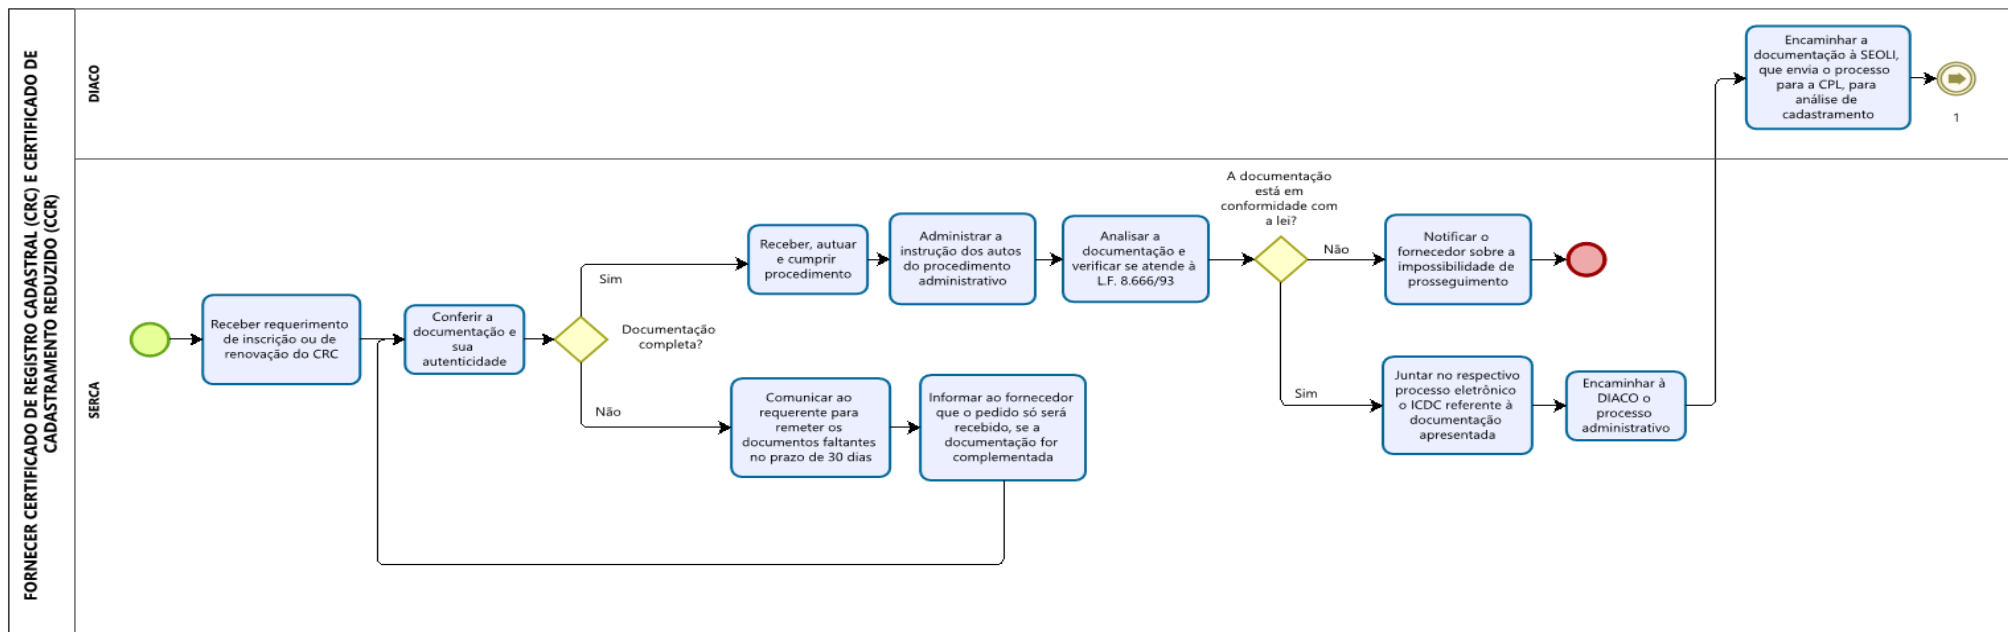 FORNECER CERTIFICADO DE REGISTRO CADASTRAL (CRC) E CERTIFICADO DE
CADASTRAMENTO REDUZIDO (CCR)
DIACO
Encaminhar a
documentação à SEOLI,
que envia o processo
para a CPL, para
análise de
cadastramento
1
SERCA
Receber requerimento
de inscrição ou de
renovação do CRC
Conferir a
documentação e
sua
autenticidade
Documentação
completa?
Sim
Receber, autuar
e cumprir
procedimento
Administrar a
instrução dos autos
do procedimento
administrativo
Analisar a
documentação e
verificar se atende à
L.F. 8.666/93
A documentação
está em
conformidade com
a lei?
Não
Notificar o
fornecedor sobre a
impossibilidade de
prosseguimento
Não
Comunicar ao
requerente para
remeter os
documentos faltantes
no prazo de 30 dias
Informar ao fornecedor
que o pedido só será
recebido, se a
documentação for
complementada
Sim
Juntar no respectivo
processo eletrônico
o ICDC referente à
documentação
apresentada
Encaminhar à
DIACO o
processo
administrativo